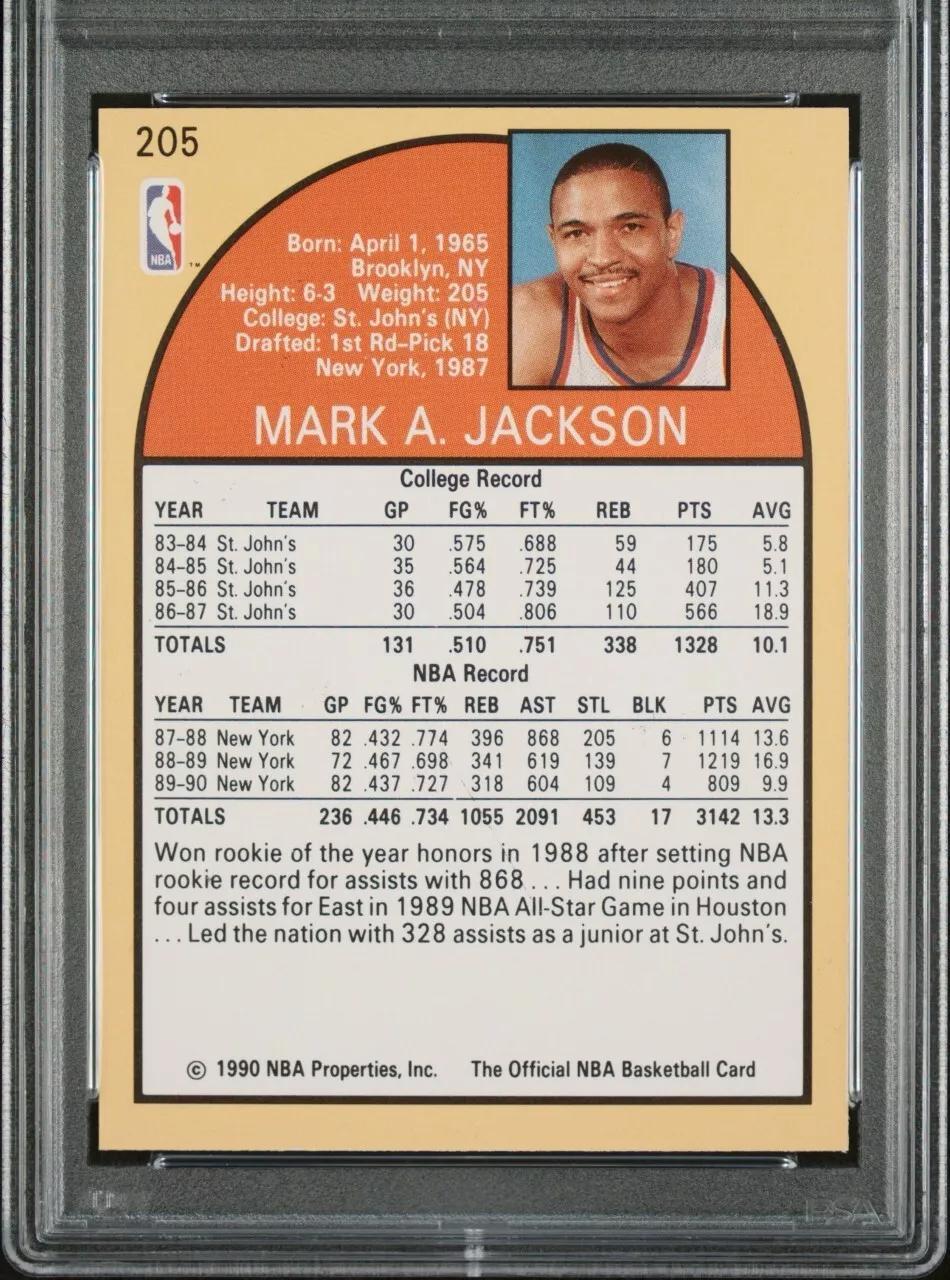 205
NBA
TM
Born: April 1, 1965
Brooklyn, NY
Height: 6-3 Weight: 205
College: St. John's (NY)
Drafted: 1st Rd–Pick 18
New York, 1987
MARK A. JACKSON
College Record
YEAR TEAM GP FG% FT% REB PTS AVG
83–84 St. John's 30 .575 .688 59 175 5.8
84–85 St. John's 35 .564 .725 44 180 5.1
85–86 St. John's 36 .478 .739 125 407 11.3
86–87 St. John's 30 .504 .806 110 566 18.9
TOTALS 131 .510 .751 338 1328 10.1
NBA Record
YEAR TEAM GP FG% FT% REB AST STL BLK PTS AVG
87–88 New York 82 .432 .774 396 868 205 6 1114 13.6
88–89 New York 72 .467 .698 341 619 139 7 1219 16.9
89–90 New York 82 .437 .727 318 604 109 4 809 9.9
TOTALS 236 .446 .734 1055 2091 453 17 3142 13.3
Won rookie of the year honors in 1988 after setting NBA
rookie record for assists with 868 . . . Had nine points and
four assists for East in 1989 NBA All-Star Game in Houston
. . . Led the nation with 328 assists as a junior at St. John's.
© 1990 NBA Properties, Inc. The Official NBA Basketball Card
PSA